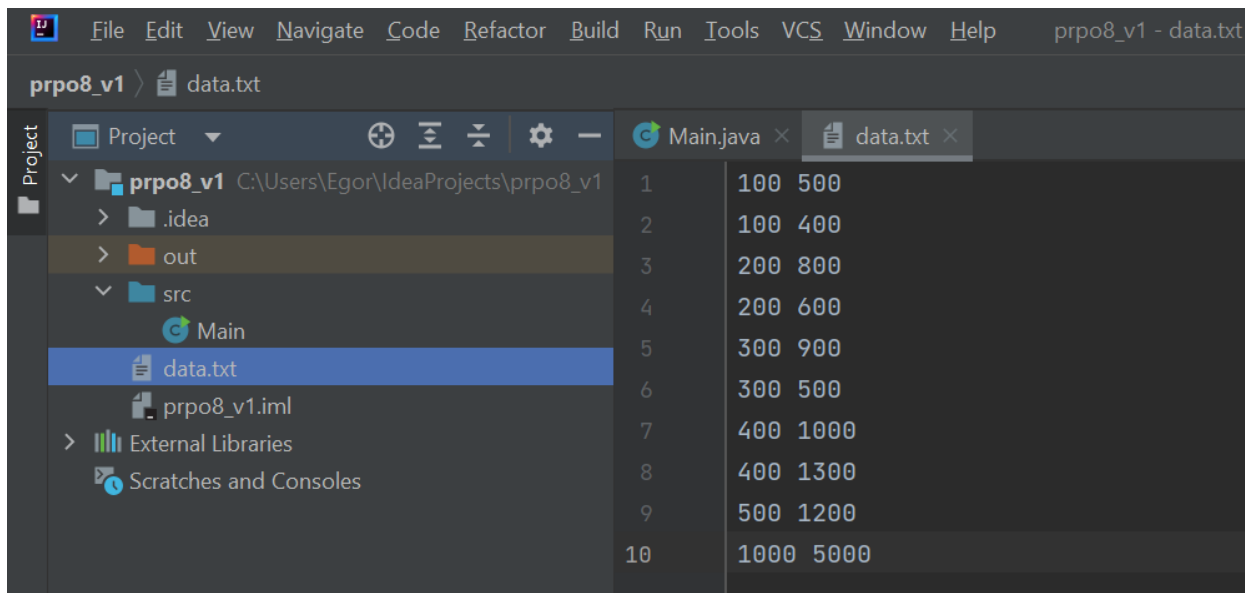 File Edit View Navigate Code Refactor Build Run Tools VCS Window Help prpo8_v1 - data.txt
prpo8_v1 data.txt
Project
Project
Main.java
data.txt
prpo8_v1 C:\Users\Egor\IdeaProjects\prpo8_v1
.idea
out
src
Main
data.txt
prpo8_v1.iml
External Libraries
Scratches and Consoles
1 100 500
2 100 400
3 200 800
4 200 600
5 300 900
6 300 500
7 400 1000
8 400 1300
9 500 1200
10 1000 5000